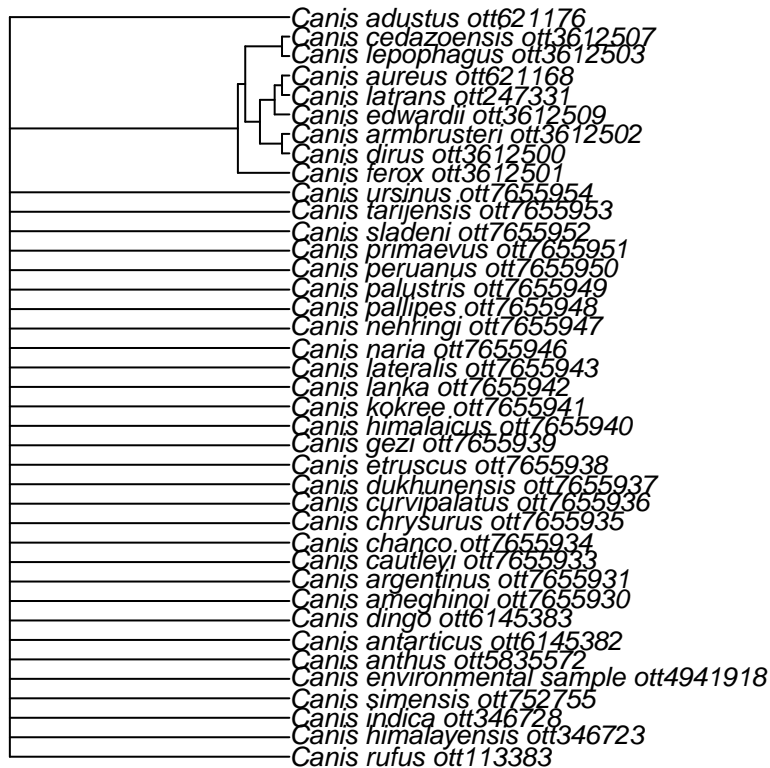 Canis adustus ott621176
Canis cedazoensis ott3612507
Canis lepophagus ott3612503
Canis aureus ott621168
Canis latrans ott247331
Canis edwardii ott3612509
Canis armbrusteri ott3612502
Canis dirus ott3612500
Canis ferox ott3612501
Canis ursinus ott7655954
Canis tarijensis ott7655953
Canis sladeni ott7655952
Canis primaevus ott7655951
Canis peruanus ott7655950
Canis palustris ott7655949
Canis pallipes ott7655948
Canis nehringi ott7655947
Canis naria ott7655946
Canis lateralis ott7655943
Canis lanka ott7655942
Canis kokree ott7655941
Canis himalaicus ott7655940
Canis gezi ott7655939
Canis etruscus ott7655938
Canis dukhunensis ott7655937
Canis curvipalatus ott7655936
Canis chrysurus ott7655935
Canis chanco ott7655934
Canis cautleyi ott7655933
Canis argentinus ott7655931
Canis ameghinoi ott7655930
Canis dingo ott6145383
Canis antarticus ott6145382
Canis anthus ott5835572
Canis environmental sample ott4941918
Canis simensis ott752755
Canis indica ott346728
Canis himalayensis ott346723
Canis rufus ott113383